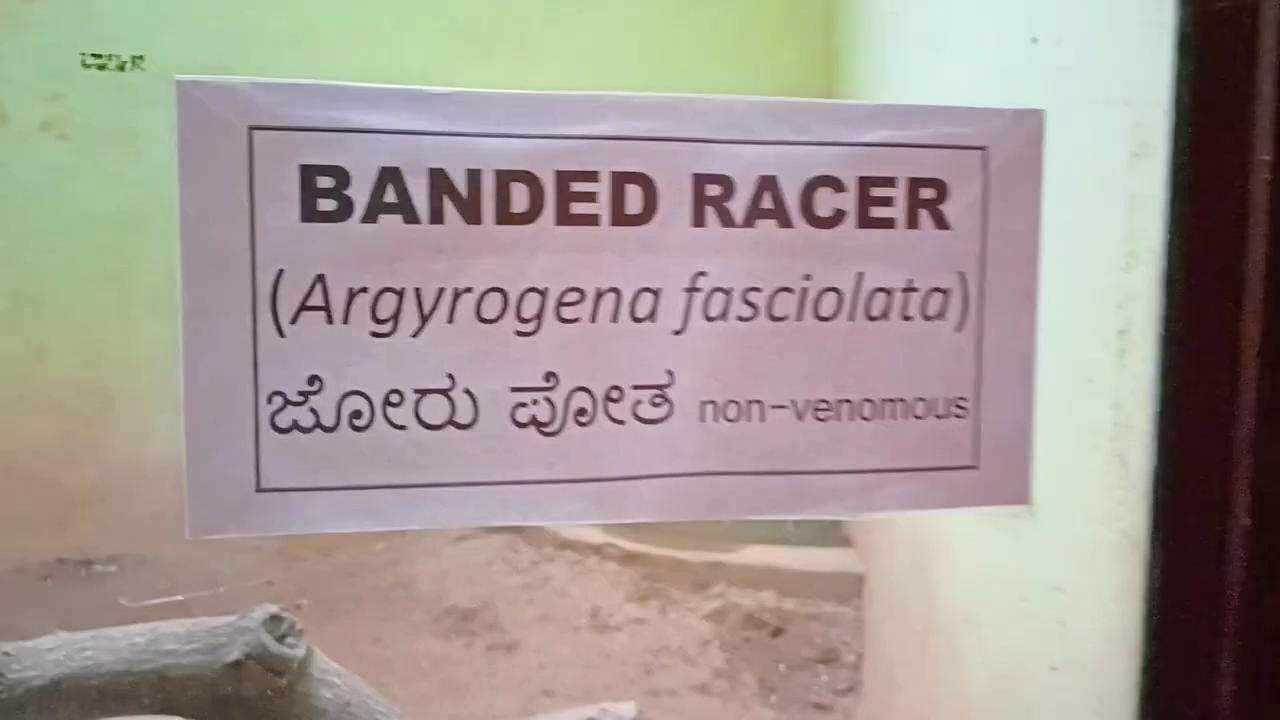 BANDED RACER
(Argyrogena fasciolata)
ಜೋರು ಪೋತ non-venomous